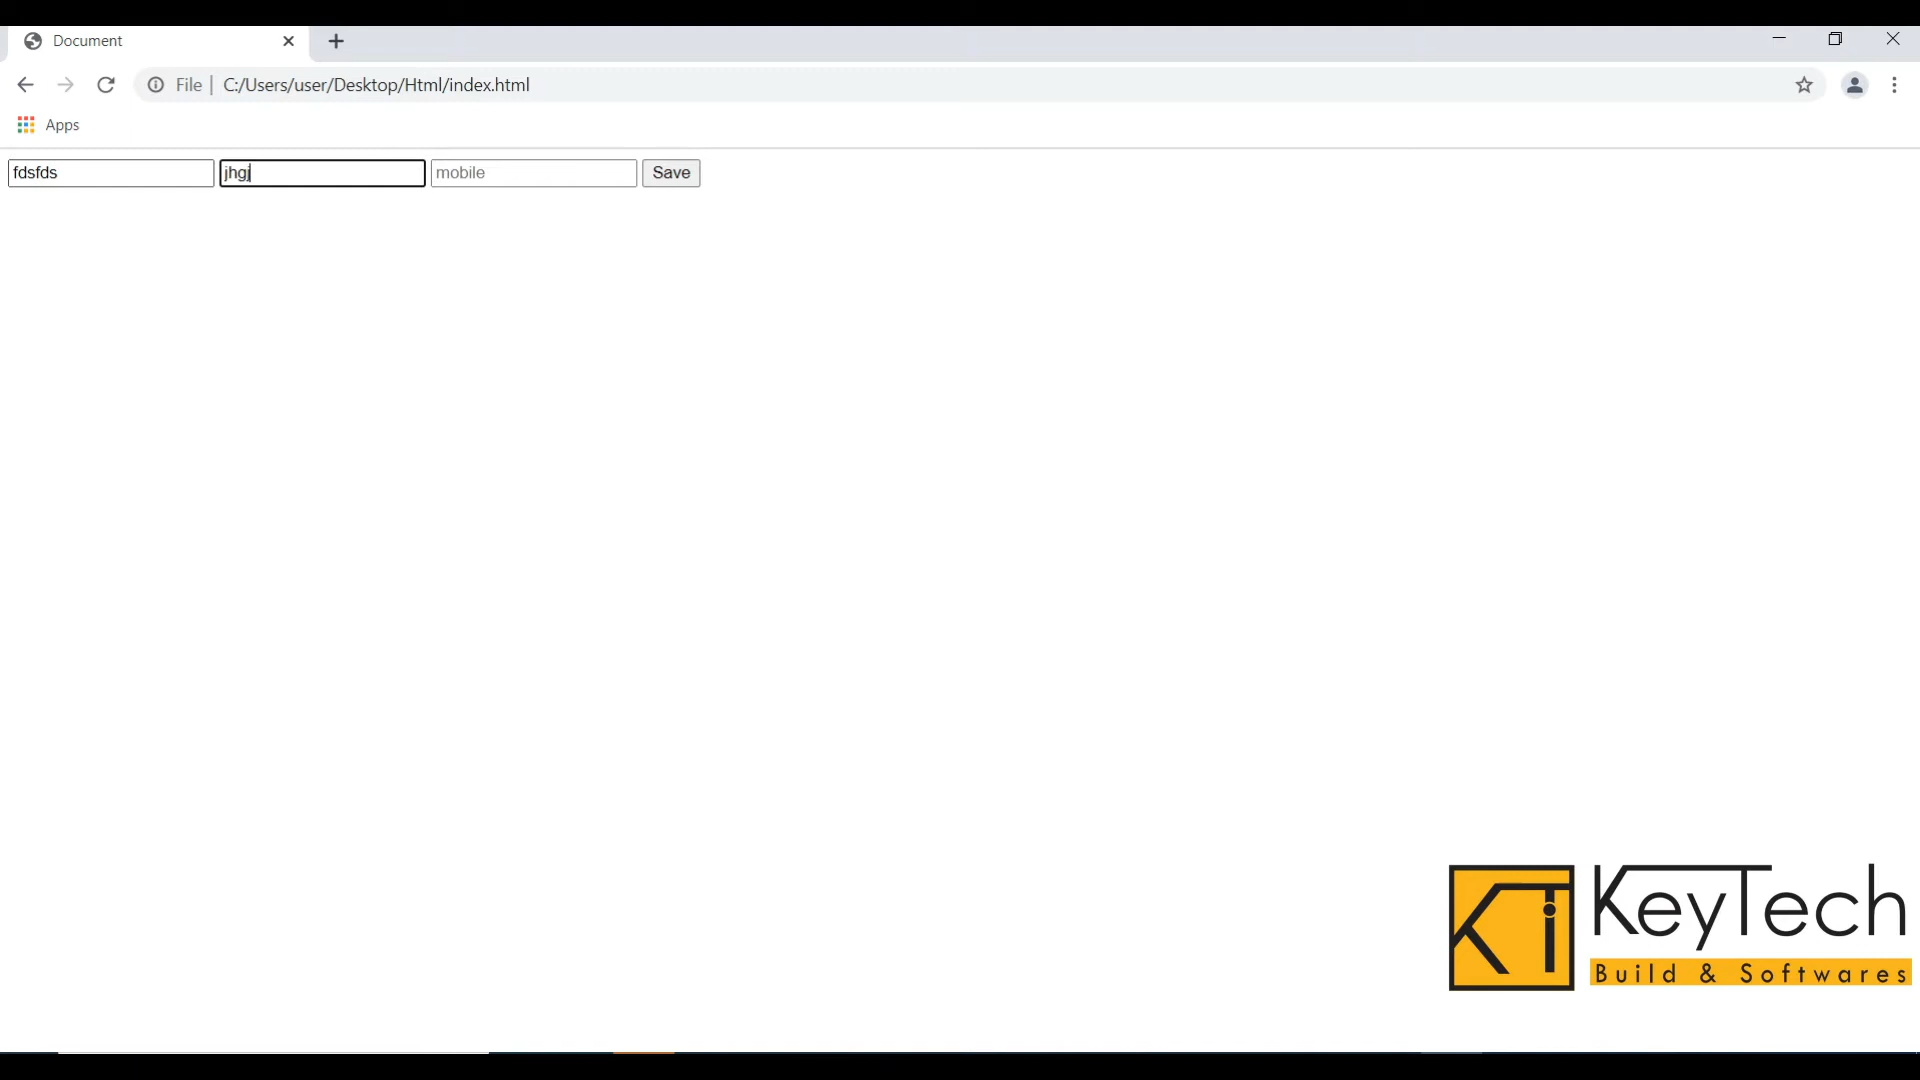 Document
File | C:/Users/user/Desktop/Html/index.html
Apps
fdsfds jhgj mobile Save
KeyTech
Build & Softwares